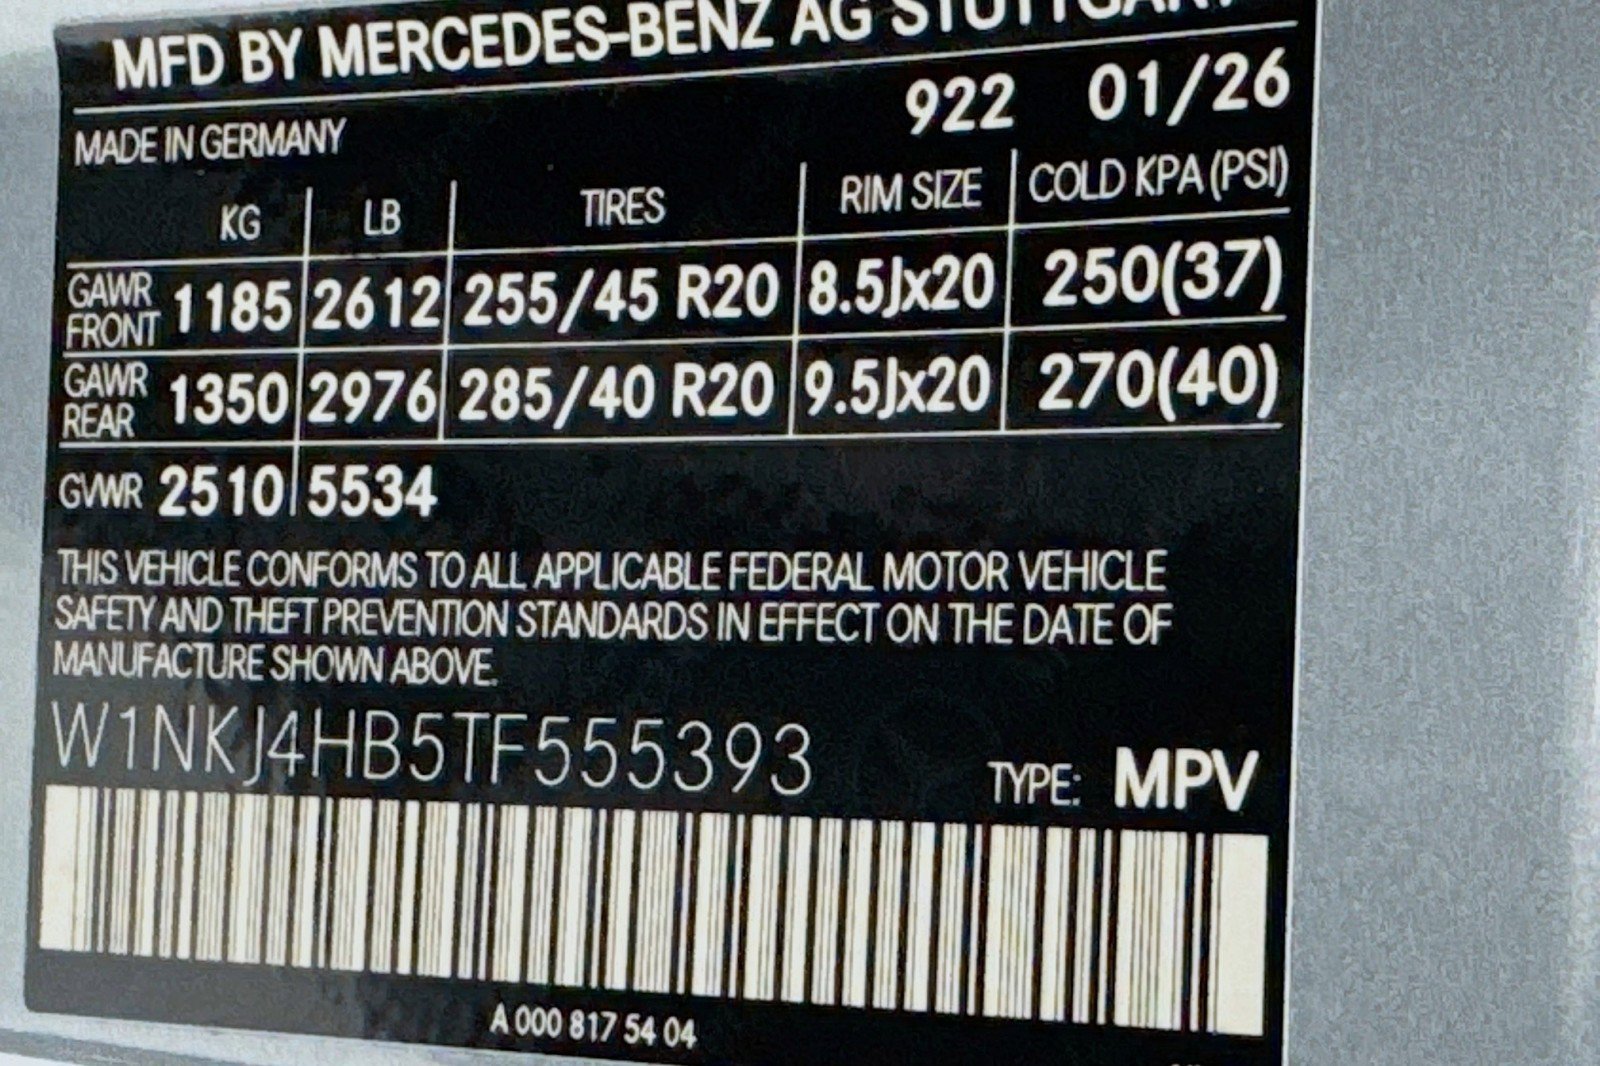 MFD BY MERCEDES-BENZ AG STUTTGART
MADE IN GERMANY 922 01/26
KG LB TIRES RIM SIZE COLD KPA (PSI)
GAWR FRONT 1185 2612 255/45 R20 8.5Jx20 250(37)
GAWR REAR 1350 2976 285/40 R20 9.5Jx20 270(40)
GVWR 2510 5534
THIS VEHICLE CONFORMS TO ALL APPLICABLE FEDERAL MOTOR VEHICLE
SAFETY AND THEFT PREVENTION STANDARDS IN EFFECT ON THE DATE OF
MANUFACTURE SHOWN ABOVE.
W1NKJ4HB5TF555393
TYPE: MPV
A 000 817 54 04